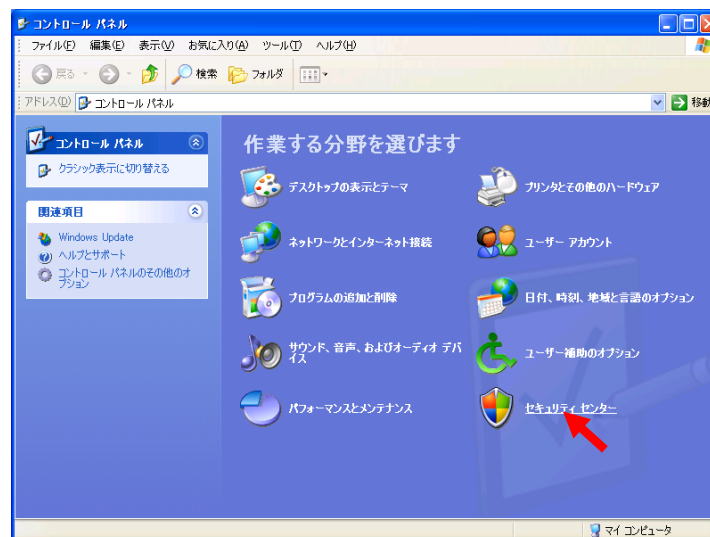 コントロール パネル
ファイル(F) 編集(E) 表示(V) お気に入り(A) ツール(T) ヘルプ(H)
戻る 検索 フォルダ
アドレス(D) コントロール パネル 移動
コントロール パネル
クラシック表示に切り替える
関連項目
Windows Update
ヘルプとサポート
コントロール パネルのその他のオ
プション
作業する分野を選びます
デスクトップの表示とテーマ
プリンタとその他のハードウェア
ネットワークとインターネット接続
ユーザー アカウント
プログラムの追加と削除
日付、時刻、地域と言語のオプション
サウンド、音声、およびオーディオ デバ
イス
ユーザー補助のオプション
パフォーマンスとメンテナンス
セキュリティ センター
マイ コンピュータ